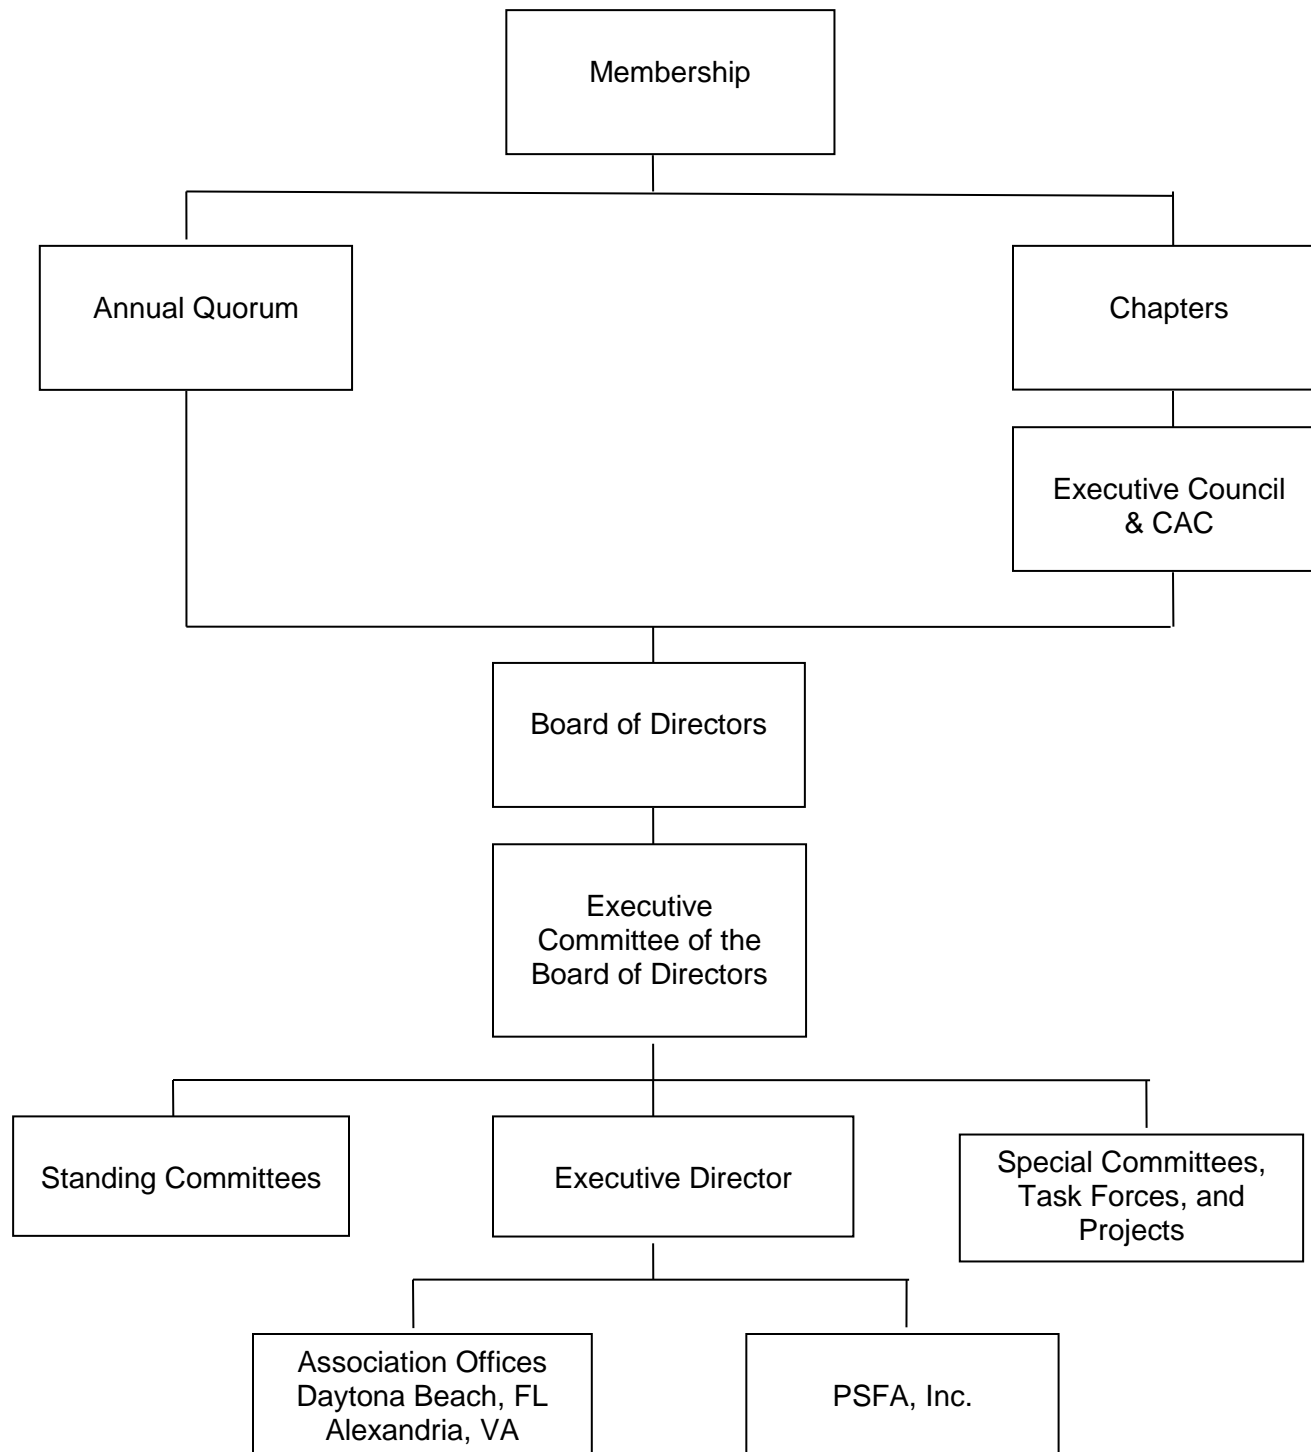 Membership
Annual Quorum
Chapters
Executive Council
& CAC
Board of Directors
Executive
Committee of the
Board of Directors
Standing Committees
Executive Director
Special Committees,
Task Forces, and
Projects
Association Offices
Daytona Beach, FL
Alexandria, VA
PSFA, Inc.